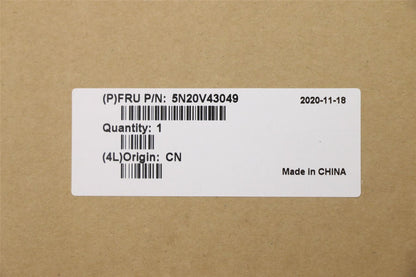 (P)FRU P/N: 5N20V43049 2020-11-18
Quantity: 1
(4L)Origin: CN
Made in CHINA